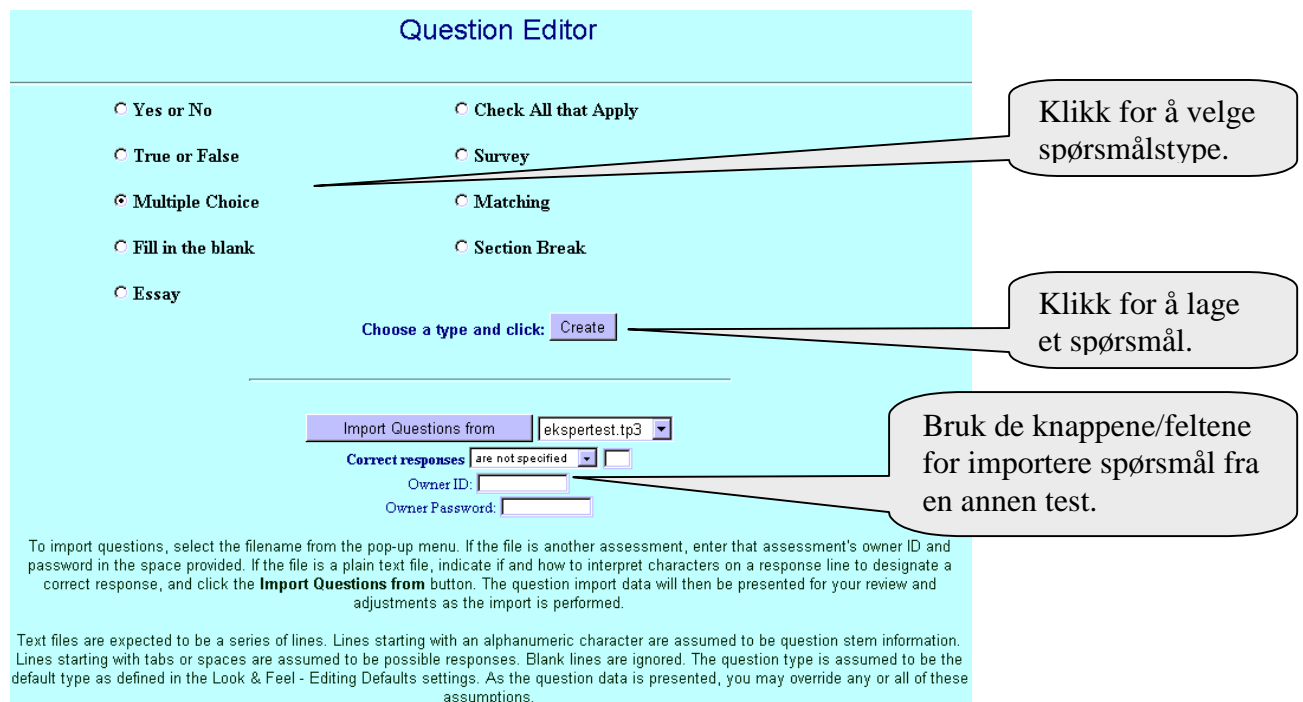 Question Editor
Yes or No
Check All that Apply
Klikk for å velge
spørsmålstype.
True or False
Survey
Multiple Choice
Matching
Fill in the blank
Section Break
Essay
Choose a type and click: Create
Klikk for å lage
et spørsmål.
Import Questions from ekspertest.tp3
Correct responses are not specified
Owner ID:
Owner Password:
Bruk de knappene/feltene
for importere spørsmål fra
en annen test.
To import questions, select the filename from the pop-up menu. If the file is another assessment, enter that assessment's owner ID and
password in the space provided. If the file is a plain text file, indicate if and how to interpret characters on a response line to designate a
correct response, and click the Import Questions from button. The question import data will then be presented for your review and
adjustments as the import is performed.
Text files are expected to be a series of lines. Lines starting with an alphanumeric character are assumed to be question stem information.
Lines starting with tabs or spaces are assumed to be possible responses. Blank lines are ignored. The question type is assumed to be the
default type as defined in the Look & Feel - Editing Defaults settings. As the question data is presented, you may override any or all of these
assumptions.